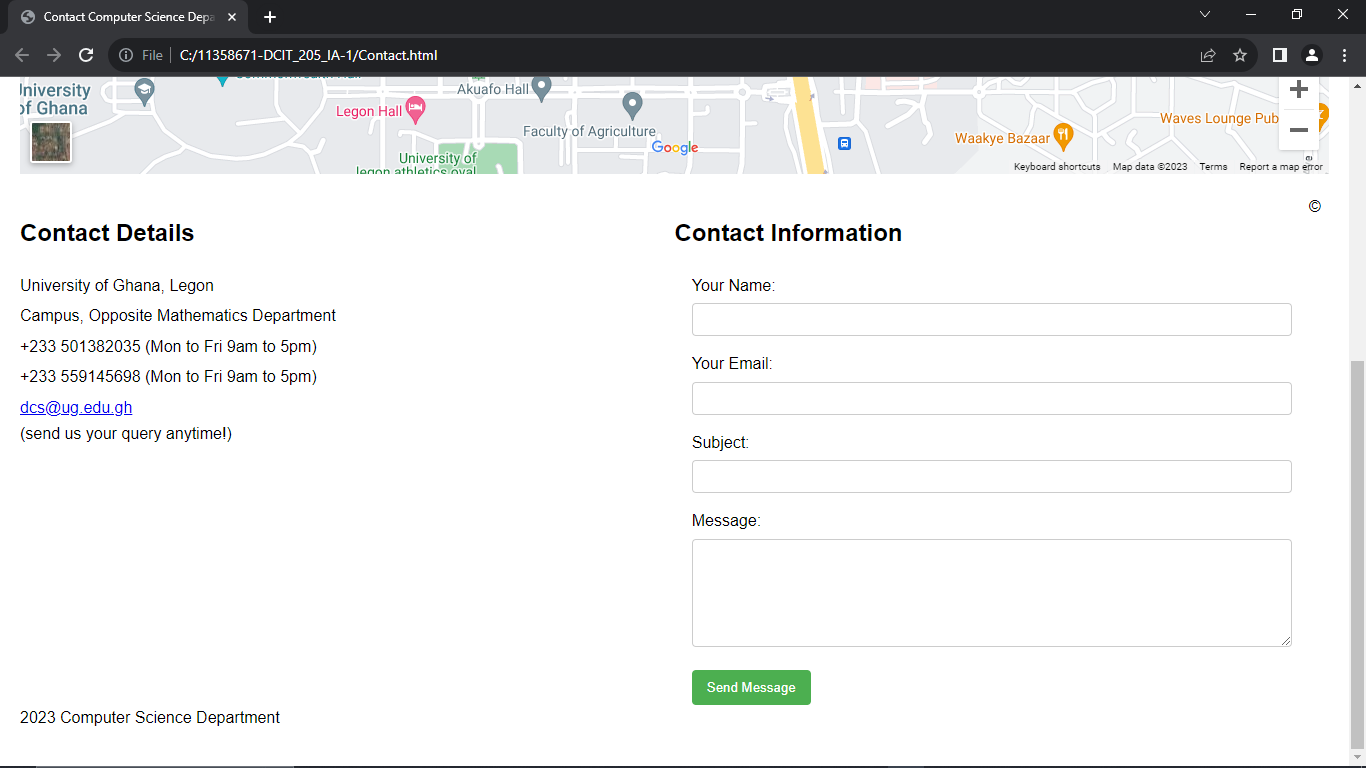 Contact Computer Science Depa
File
C:/11358671-DCIT_205_IA-1/Contact.html
University
of Ghana
Akuafo Hall
Legon Hall
Faculty of Agriculture
University of
legon athletics oval
Google
Waakye Bazaar
Waves Lounge Pub
Keyboard shortcuts Map data ©2023 Terms Report a map error
©
Contact Details
University of Ghana, Legon
Campus, Opposite Mathematics Department
+233 501382035 (Mon to Fri 9am to 5pm)
+233 559145698 (Mon to Fri 9am to 5pm)
dcs@ug.edu.gh
(send us your query anytime!)
Contact Information
Your Name:
Your Email:
Subject:
Message:
Send Message
2023 Computer Science Department